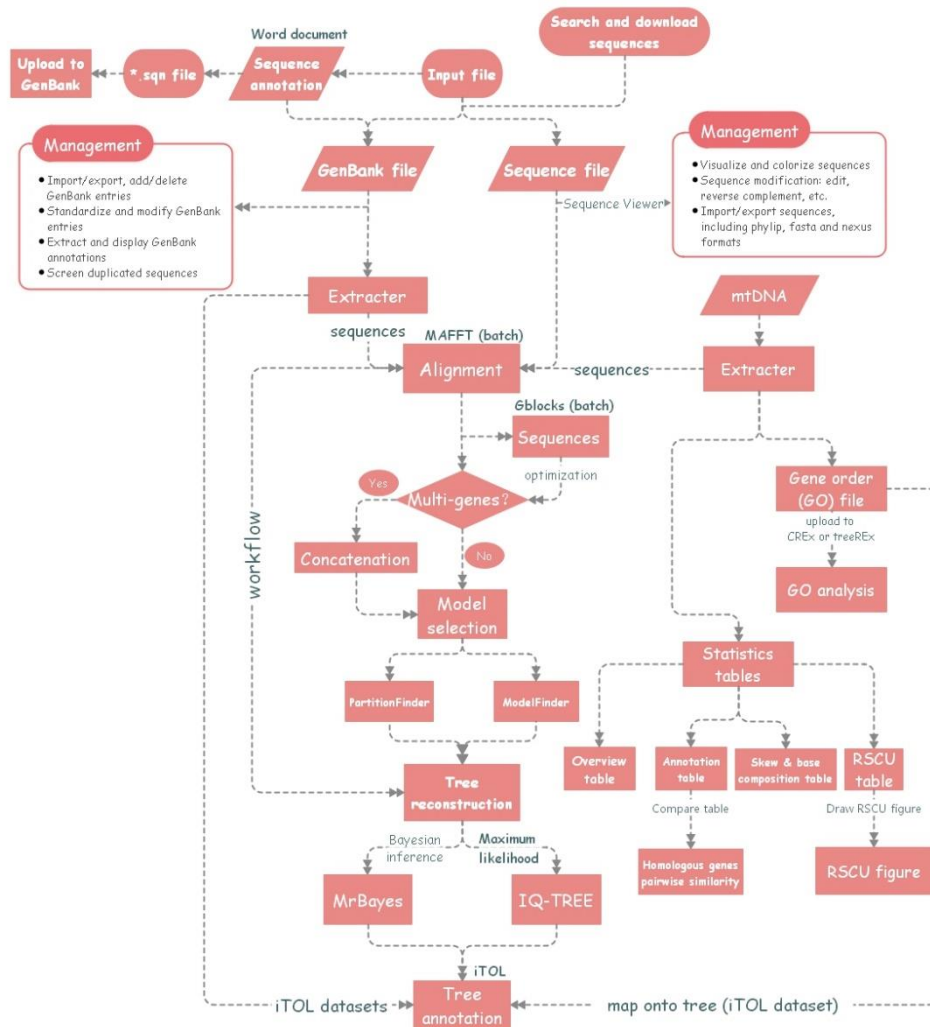 Search and download
sequences
Word document
Upload to
GenBank
*.sqn file
Sequence
annotation
Input file
Management
Import/export, add/delete
GenBank entries
Standardize and modify GenBank
entries
Extract and display GenBank
annotations
Screen duplicated sequences
GenBank file
Sequence file
Sequence Viewer
Management
Visualize and colorize sequences
Sequence modification: edit,
reverse complement, etc.
Import/export sequences,
including phylip, fasta and nexus
formats
Extracter
mtDNA
sequences
MAFFT (batch)
Alignment
sequences
Extracter
Gblocks (batch)
Sequences
optimization
Yes
Multi-genes?
No
Concatenation
workflow
Model
selection
Gene order
(GO) file
upload to
CREx or treeREx
GO analysis
Statistics
tables
PartitionFinder
ModelFinder
Overview
table
Annotation
table
Skew & base
composition table
RSCU
table
Tree
reconstruction
Compare table
Draw RSCU figure
Bayesian
inference
Maximum
likelihood
Homologous genes
pairwise similarity
RSCU figure
MrBayes
IQ-TREE
iTOL
iTOL datasets
Tree
annotation
map onto tree (iTOL dataset)